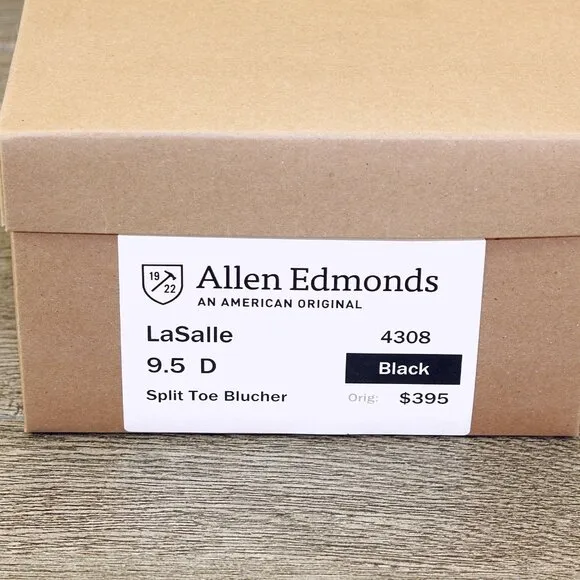 19
22
Allen Edmonds
AN AMERICAN ORIGINAL
LaSalle 4308
9.5 D Black
Split Toe Blucher Orig: $395